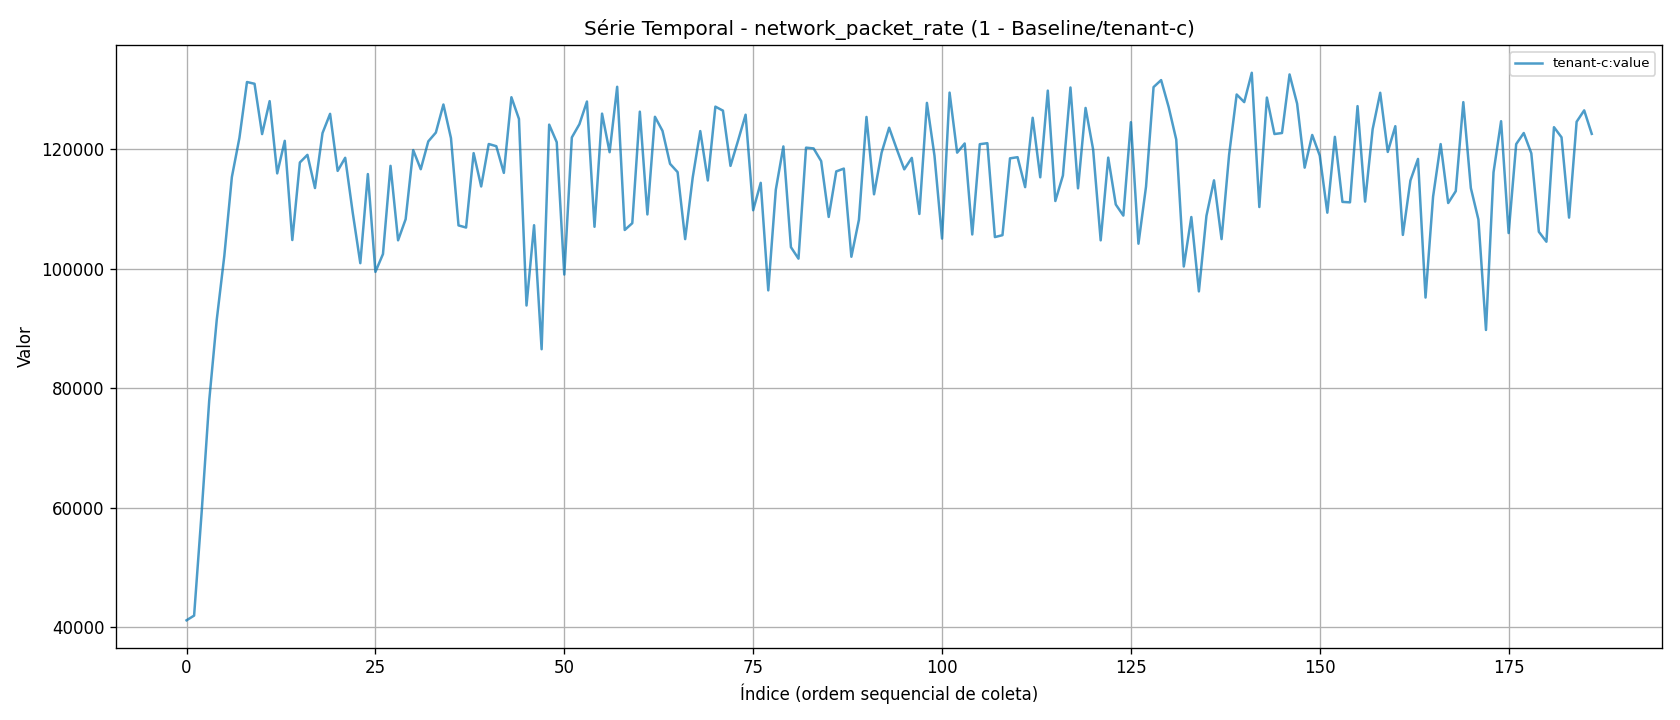 Série Temporal - network_packet_rate (1 - Baseline/tenant-c)
tenant-c:value
Valor
120000
100000
80000
60000
40000
0 25 50 75 100 125 150 175
Índice (ordem sequencial de coleta)